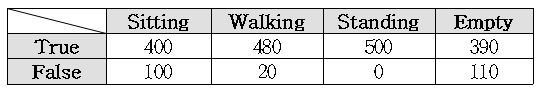 Sitting Walking Standing Empty
True 400 480 500 390
False 100 20 0 110